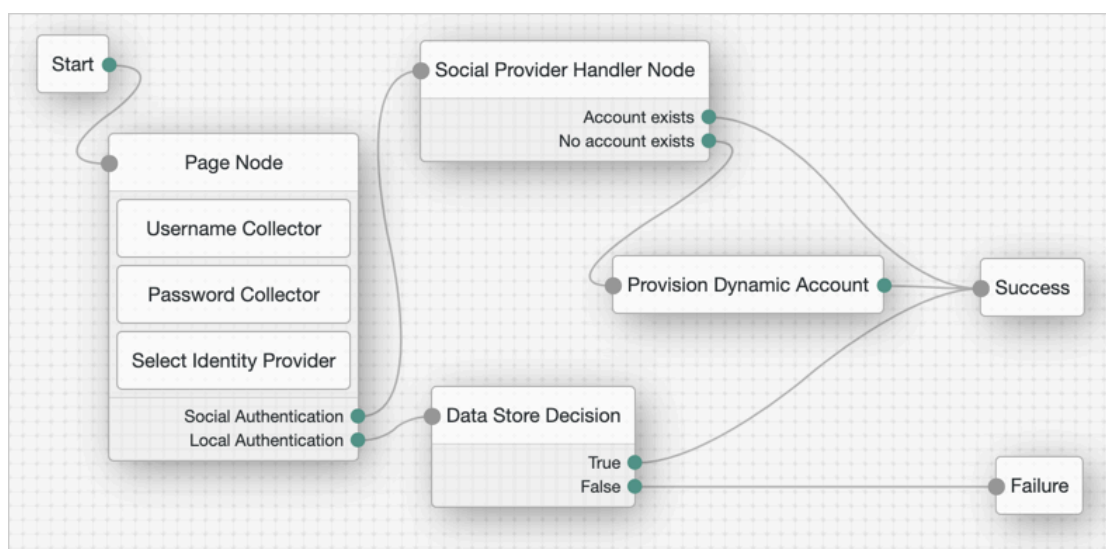 Start
Page Node
Username Collector
Password Collector
Select Identity Provider
Social Authentication
Local Authentication
Social Provider Handler Node
Account exists
No account exists
Provision Dynamic Account
Data Store Decision
True
False
Success
Failure